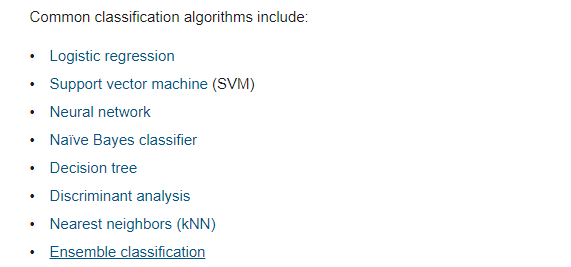 Common classification algorithms include:
• Logistic regression
• Support vector machine (SVM)
• Neural network
• Naïve Bayes classifier
• Decision tree
• Discriminant analysis
• Nearest neighbors (kNN)
• Ensemble classification